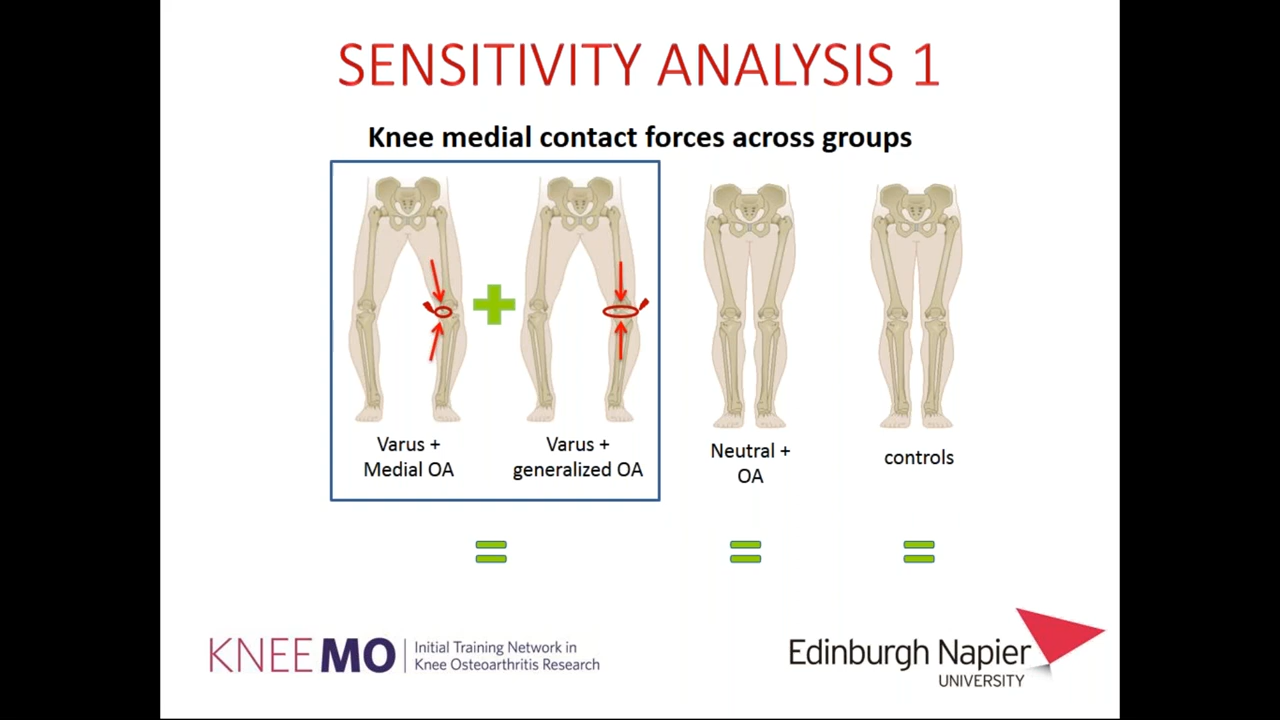 SENSITIVITY ANALYSIS 1
Knee medial contact forces across groups
Varus +
Medial OA
Varus +
generalized OA
Neutral +
OA
controls
KNEEMO
Initial Training Network in
Knee Osteoarthritis Research
Edinburgh Napier
UNIVERSITY